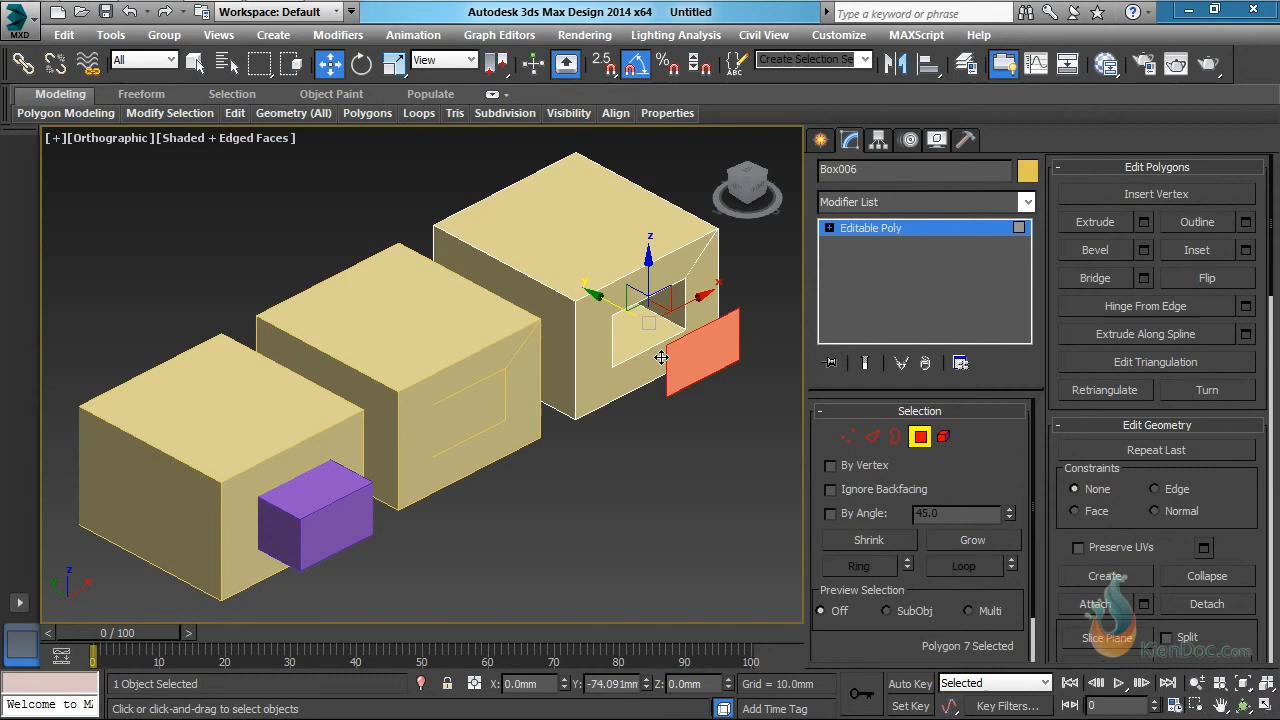 MXD
Workspace: Default
Autodesk 3ds Max Design 2014 x64
Untitled
Type a keyword or phrase
Edit Tools Group Views Create Modifiers Animation Graph Editors Rendering Lighting Analysis Civil View Customize MAXScript Help
All
View
2.5
Create Selection Se
Modeling Freeform Selection Object Paint Populate
Polygon Modeling Modify Selection Edit Geometry (All) Polygons Loops Tris Subdivision Visibility Align Properties
[+][Orthographic][Shaded + Edged Faces]
z
y
x
z
x
Box006
Modifier List
Editable Poly
Selection
By Vertex
Ignore Backfacing
By Angle: 45.0
Shrink Grow
Ring Loop
Preview Selection
Off SubObj Multi
Polygon 7 Selected
Edit Polygons
Insert Vertex
Extrude Outline
Bevel Inset
Bridge Flip
Hinge From Edge
Extrude Along Spline
Edit Triangulation
Retriangulate Turn
Edit Geometry
Repeat Last
Constraints
None Edge
Face Normal
Preserve UVs
Create Collapse
Attach Detach
Slice Plane Split
KienDoc.Com
0 / 100
0 10 20 30 40 50 60 70 80 90 100
1 Object Selected
X: 0.0mm Y: -74.091mm Z: 0.0mm Grid = 10.0mm
Auto Key Selected
Welcome to MA
Click or click-and-drag to select objects
Add Time Tag
Set Key Key Filters... 0